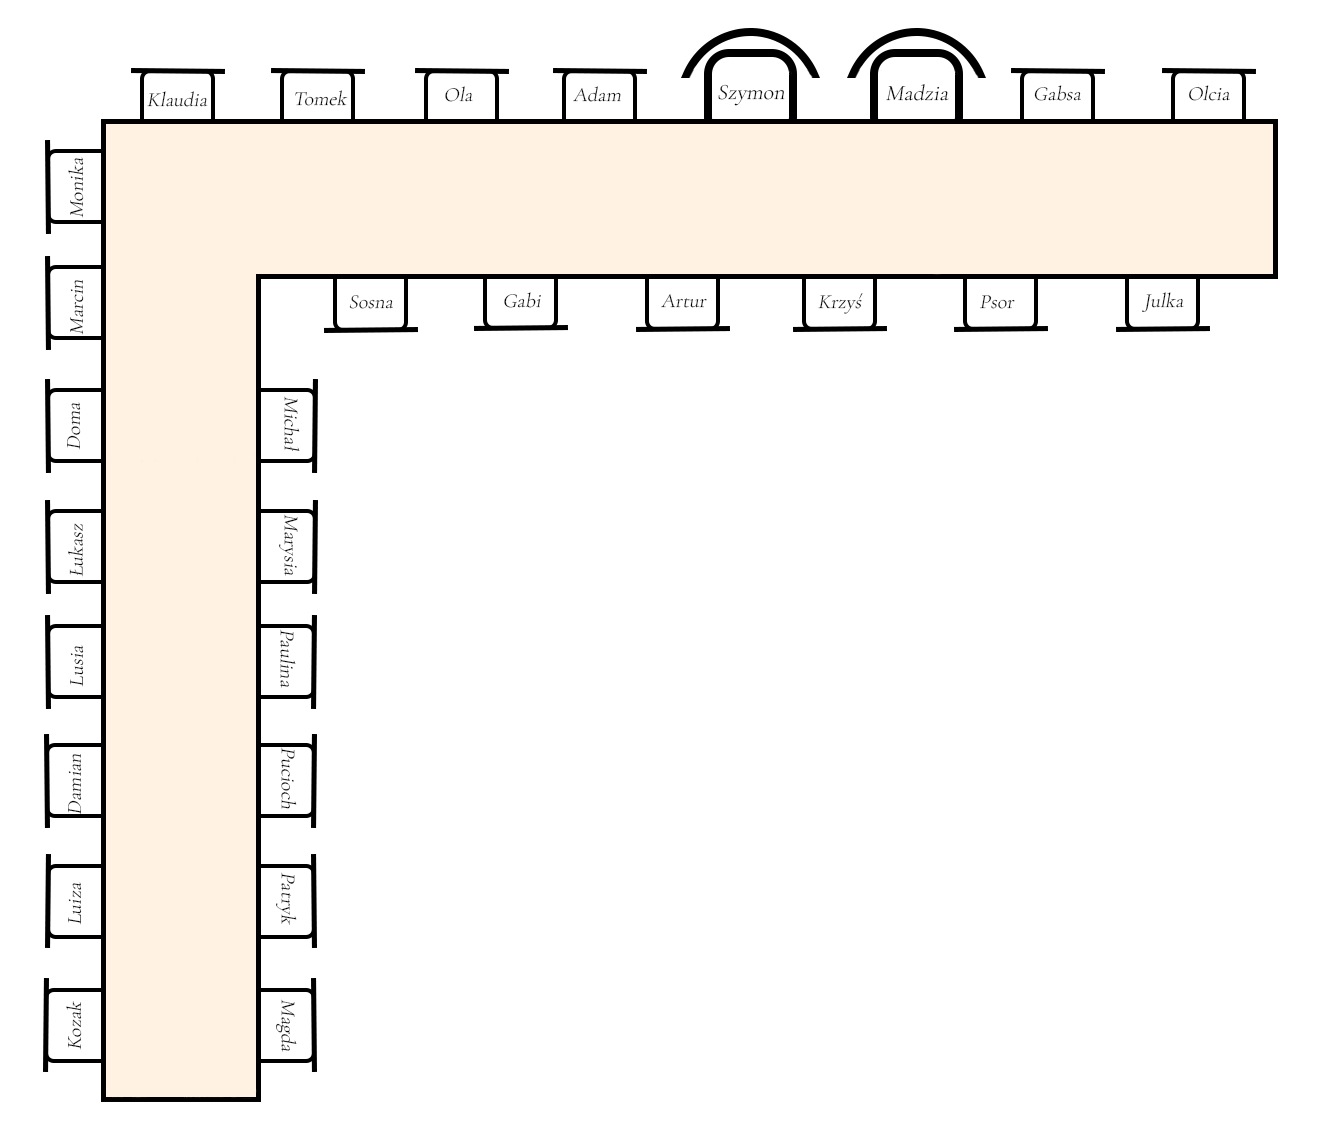 Klaudia
Tomek
Ola
Adam
Szymon
Madzia
Gabsa
Olcia
Monika
Marcin
Doma
Łukasz
Lusia
Damian
Luiza
Kozak
Sosna
Gabi
Artur
Krzyś
Psor
Julka
Michał
Marysia
Paulina
Pucioch
Patryk
Magda